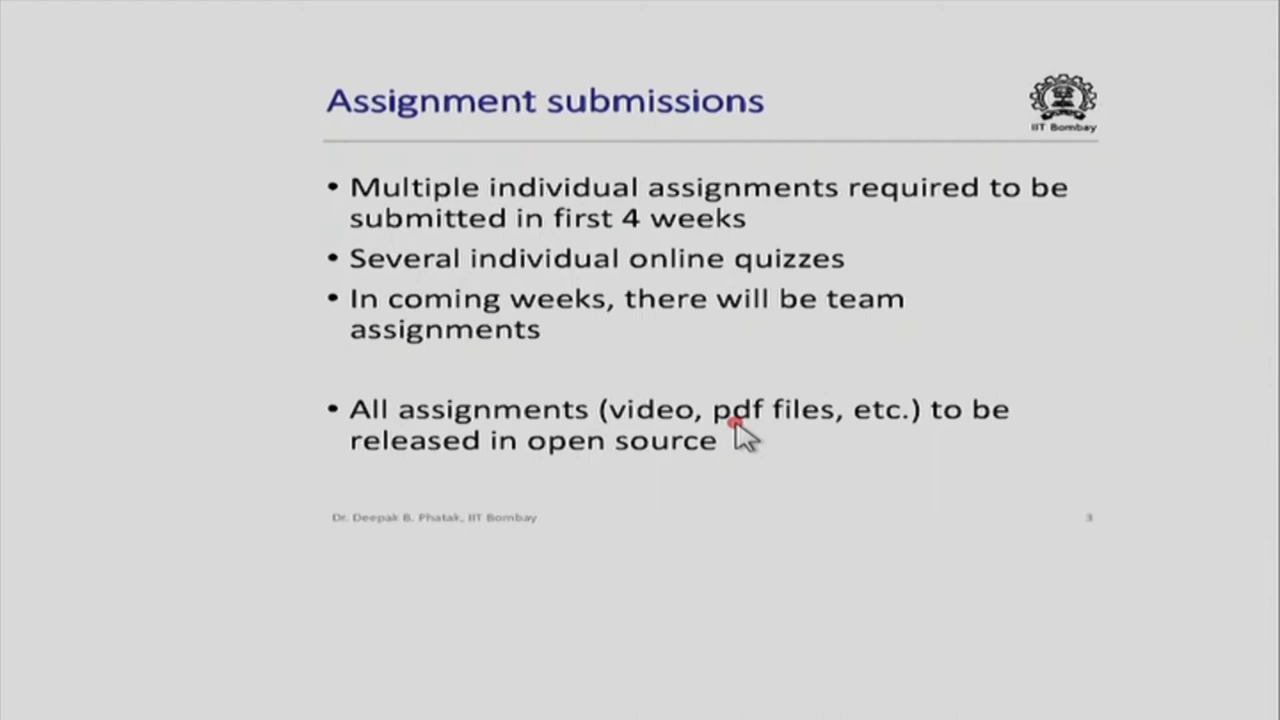 Assignment submissions
IIT Bombay
• Multiple individual assignments required to be
submitted in first 4 weeks
• Several individual online quizzes
• In coming weeks, there will be team
assignments
• All assignments (video, pdf files, etc.) to be
released in open source
Dr. Deepak B. Phatak, IIT Bombay
3